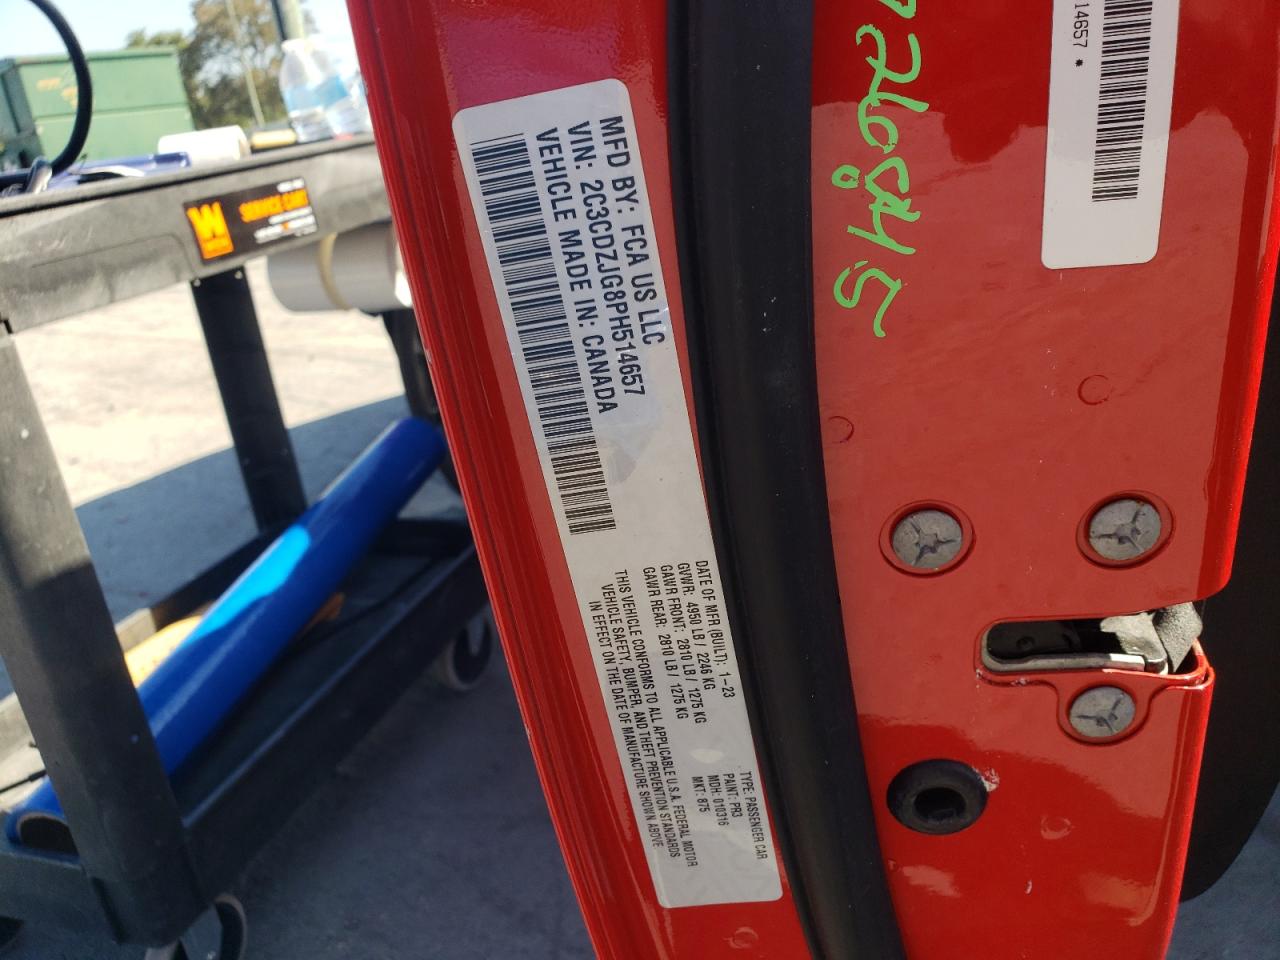 MFD BY: FCA US LLC
VIN: 2C3CDZJG8PH514657
VEHICLE MADE IN: CANADA
DATE OF MFR (BUILT): 1-23
GVWR: 4950 LB / 2246 KG
GAWR FRONT: 2810 LB / 1275 KG
GAWR REAR: 2810 LB / 1275 KG
THIS VEHICLE CONFORMS TO ALL APPLICABLE U.S.A. FEDERAL MOTOR
VEHICLE SAFETY, BUMPER, AND THEFT PREVENTION STANDARDS
IN EFFECT ON THE DATE OF MANUFACTURE SHOWN ABOVE
TYPE: PASSENGER CAR
PAINT: PR3
MDH: 010316
MKT: 875
14657 *
W
SERVICE CART